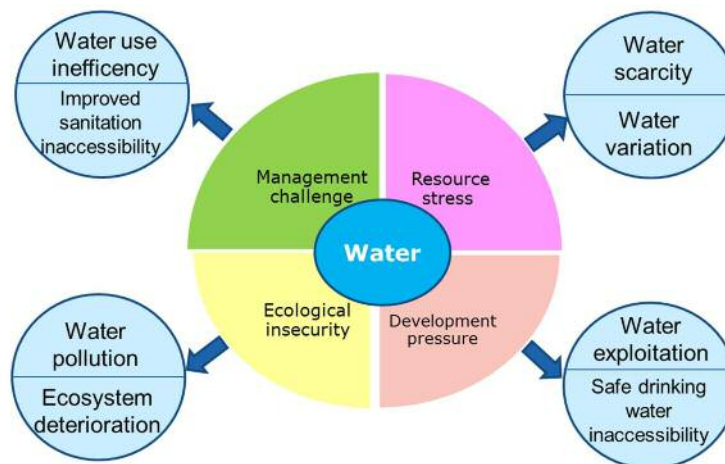 Water use
inefficency
Improved
sanitation
inaccessibility
Water
scarcity
Water
variation
Management
challenge
Resource
stress
Water
Ecological
insecurity
Development
pressure
Water
pollution
Ecosystem
deterioration
Water
exploitation
Safe drinking
water
inaccessibility